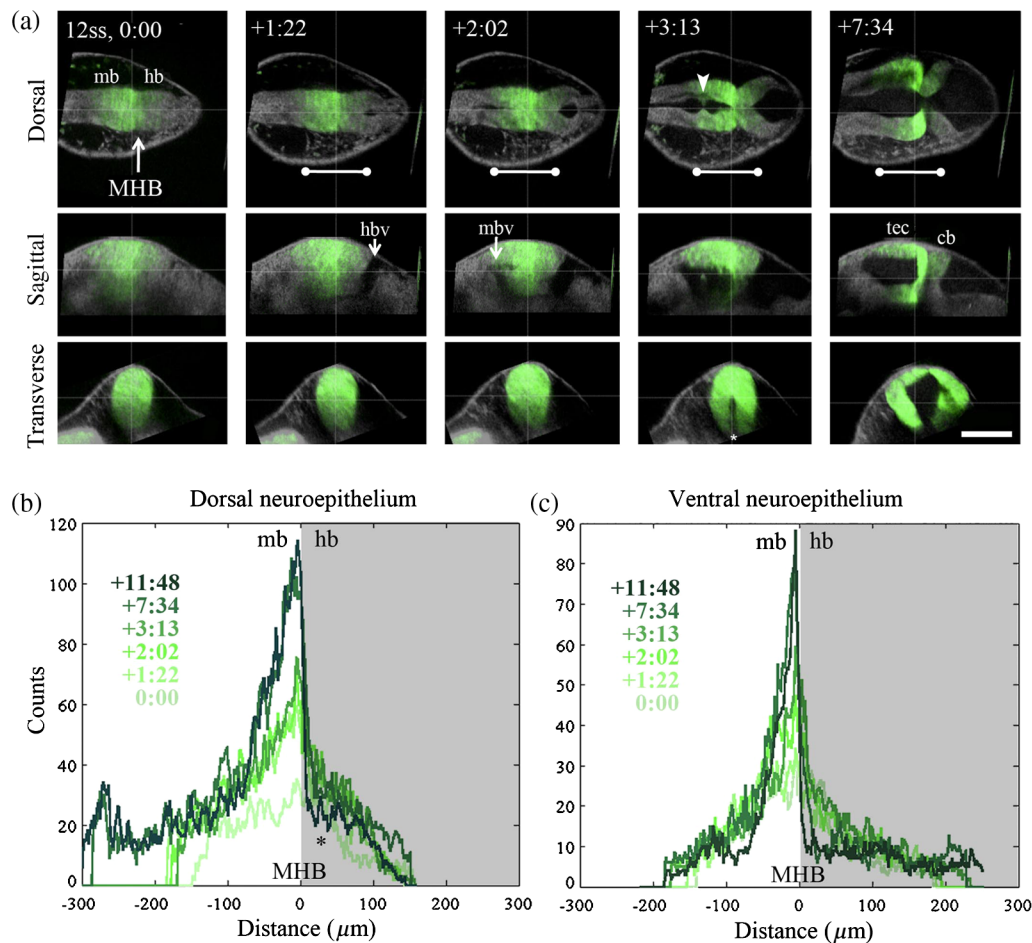 (a)
12ss, 0:00 +1:22 +2:02 +3:13 +7:34
mb hb
MHB
Dorsal
hbv mbv tec cb
Sagittal
Transverse
*
(b) Dorsal neuroepithelium
120
100
80
60
40
20
0
Counts
mb hb
+11:48
+7:34
+3:13
+2:02
+1:22
0:00
*
MHB
-300 -200 -100 0 100 200 300
Distance (μm)
(c) Ventral neuroepithelium
90
80
70
60
50
40
30
20
10
0
mb hb
+11:48
+7:34
+3:13
+2:02
+1:22
0:00
MHB
-300 -200 -100 0 100 200 300
Distance (μm)